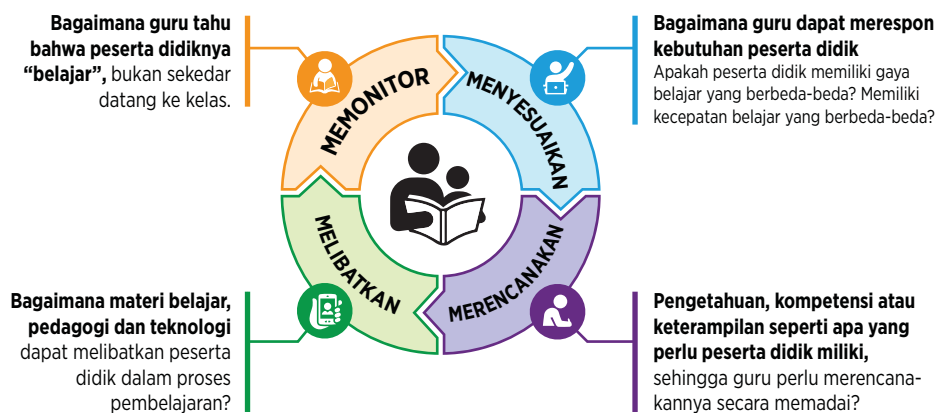 Bagaimana guru tahu
bahwa peserta didiknya
“belajar”, bukan sekedar
datang ke kelas.
MEMONITOR
MENYESUAIKAN
Bagaimana guru dapat merespon
kebutuhan peserta didik
Apakah peserta didik memiliki gaya
belajar yang berbeda-beda? Memiliki
kecepatan belajar yang berbeda-beda?
MELIBATKAN
MERENCANAKAN
Bagaimana materi belajar,
pedagogi dan teknologi
dapat melibatkan peserta
didik dalam proses
pembelajaran?
Pengetahuan, kompetensi atau
keterampilan seperti apa yang
perlu peserta didik miliki,
sehingga guru perlu merencana-
kannya secara memadai?